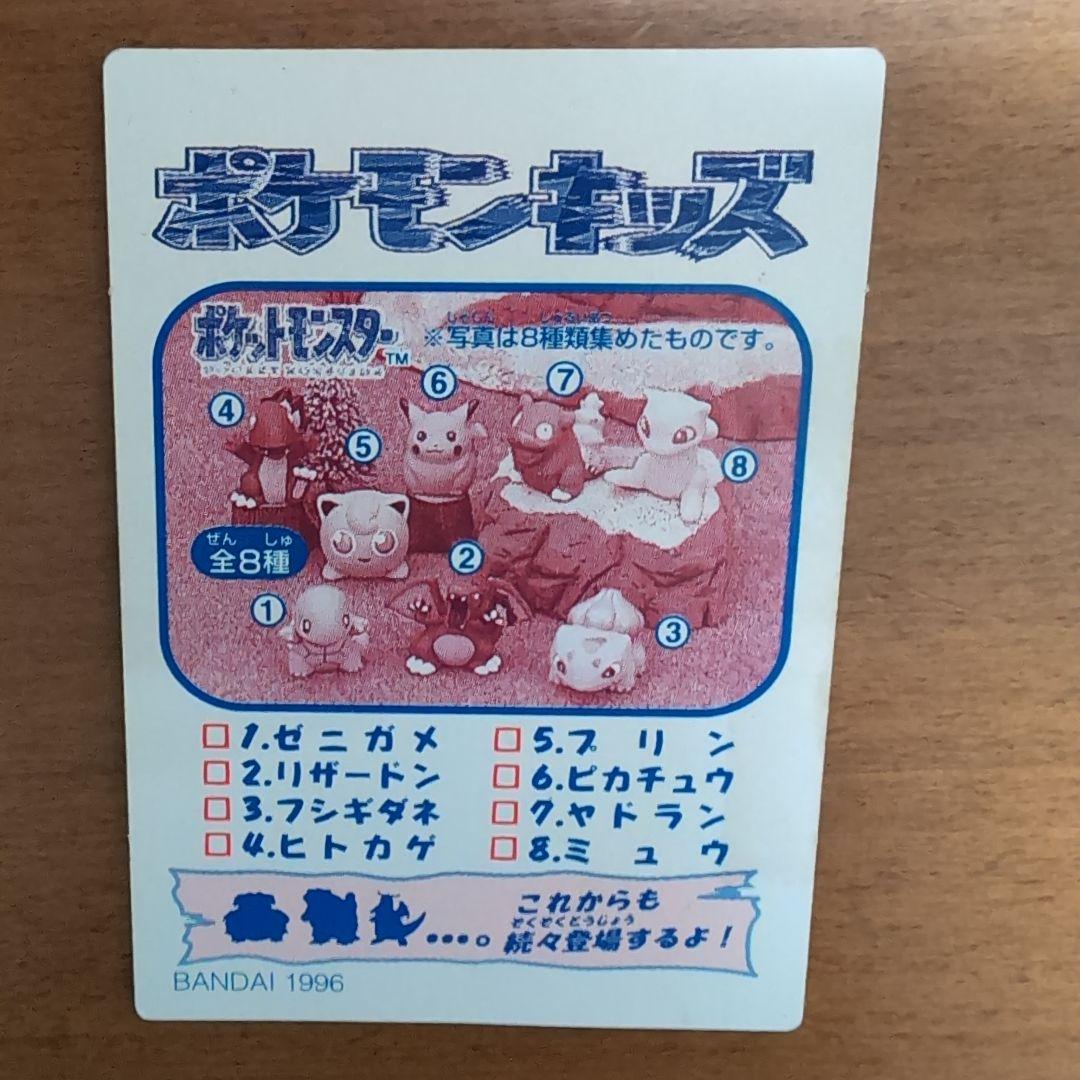 ポケモンキッズ
ポケットモンスター™
※写真は8種類集めたものです。
しゃしん しゅるいあつ
4
5
6
7
8
ぜん しゅ
全8種
1
2
3
□1.ゼニガメ
□2.リザードン
□3.フシギダネ
□4.ヒトカゲ
□5.プリン
□6.ピカチュウ
□7.ヤドラン
□8.ミュウ
これからも
ぞくぞくとうじょう
…。続々登場するよ!
BANDAI 1996